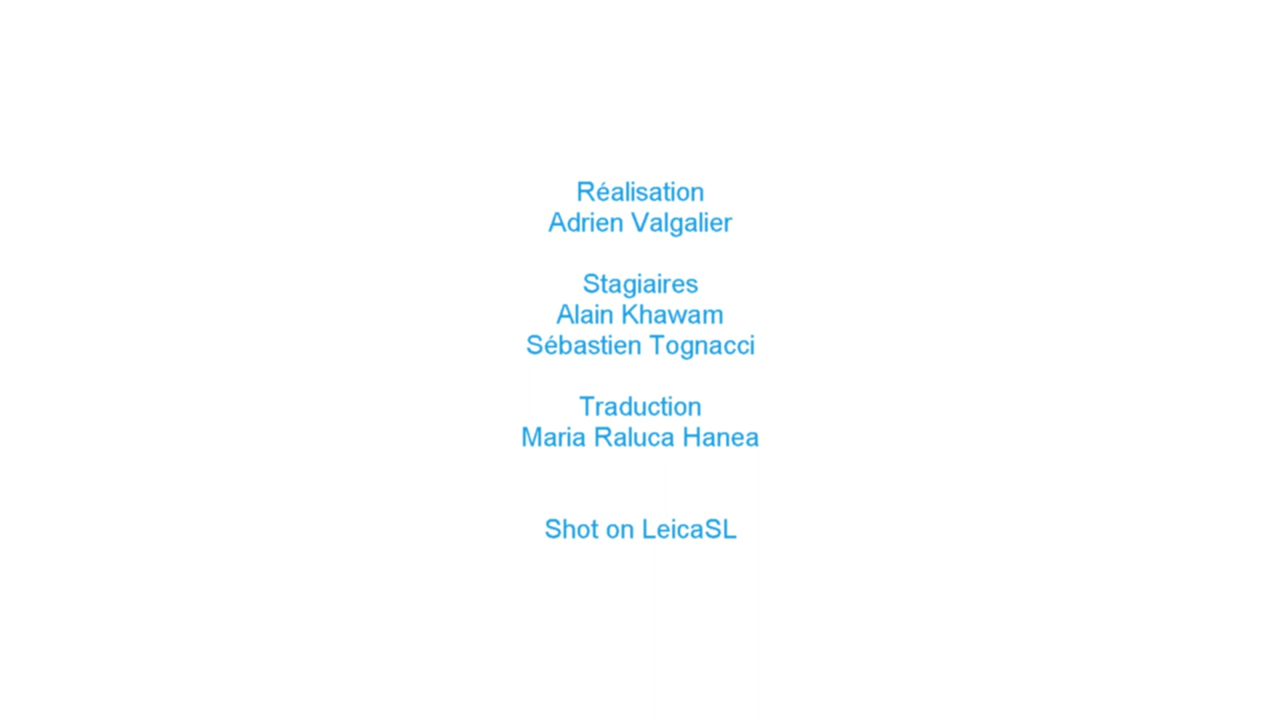 Réalisation
Adrien Valgalier
Stagiaires
Alain Khawam
Sébastien Tognacci
Traduction
Maria Raluca Hanea
Shot on LeicaSL